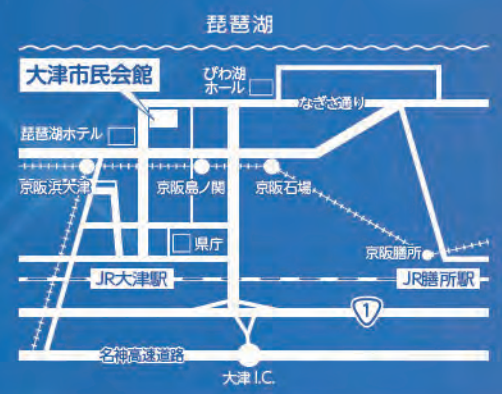 琵琶湖
大津市民会館
びわ湖
ホール
なぎさ通り
琵琶湖ホテル
京阪浜大津
京阪島ノ関
京阪石場
県庁
京阪膳所
JR大津駅
JR膳所駅
1
名神高速道路
大津 I.C.